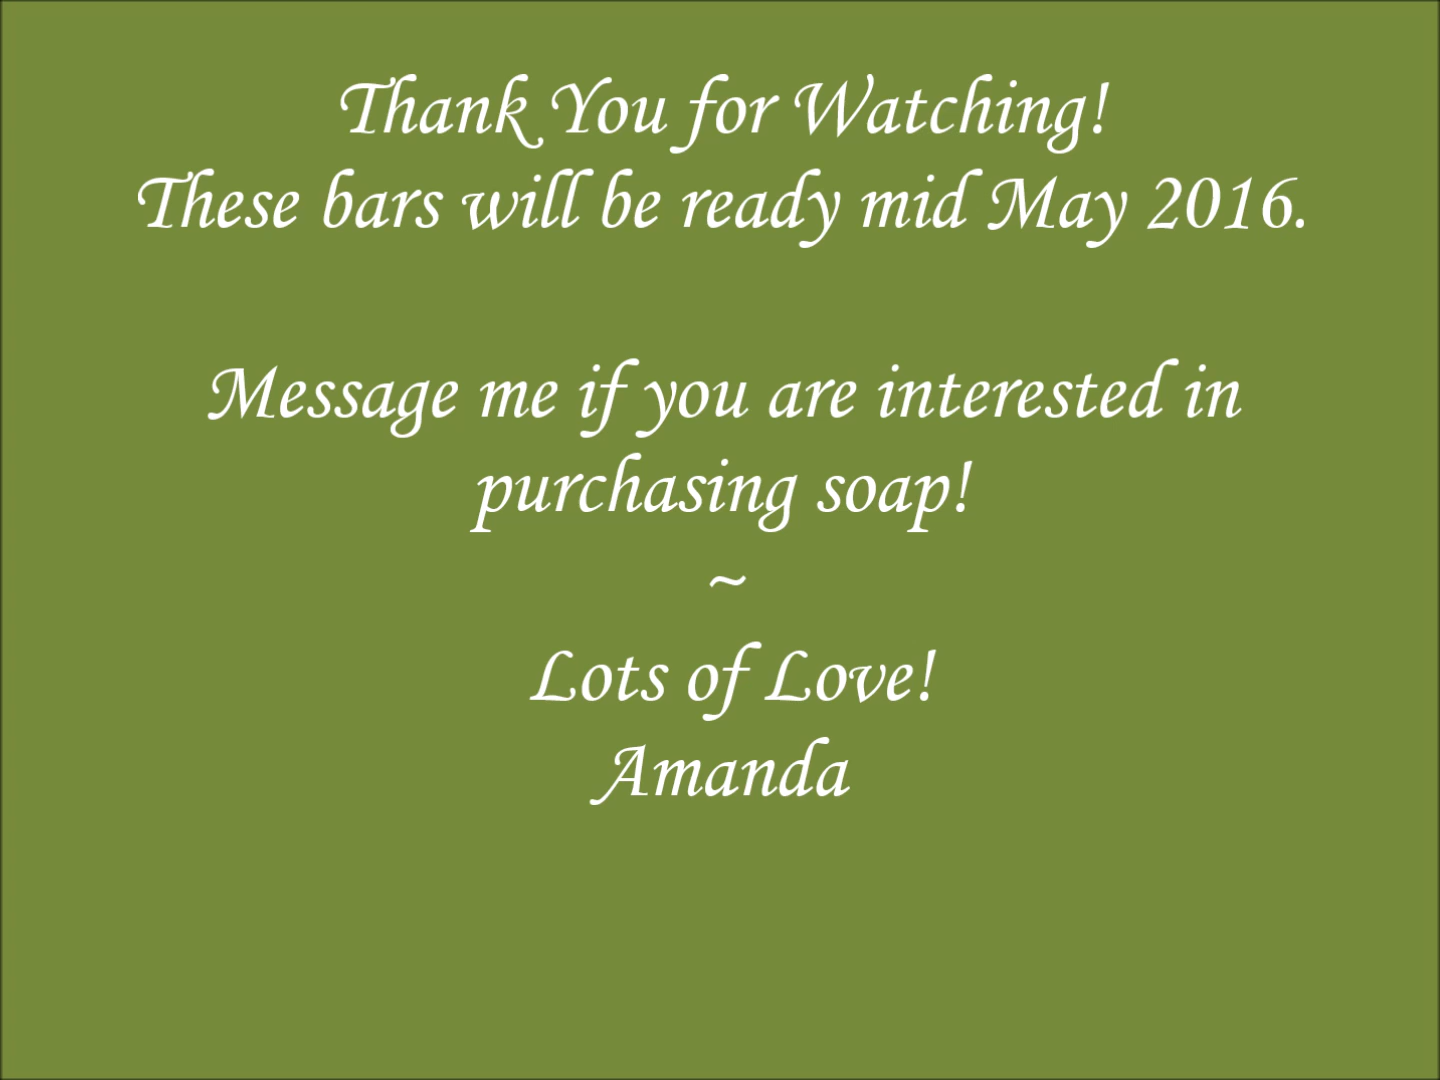 Thank You for Watching!
These bars will be ready mid May 2016.
Message me if you are interested in
purchasing soap!
~
Lots of Love!
Amanda